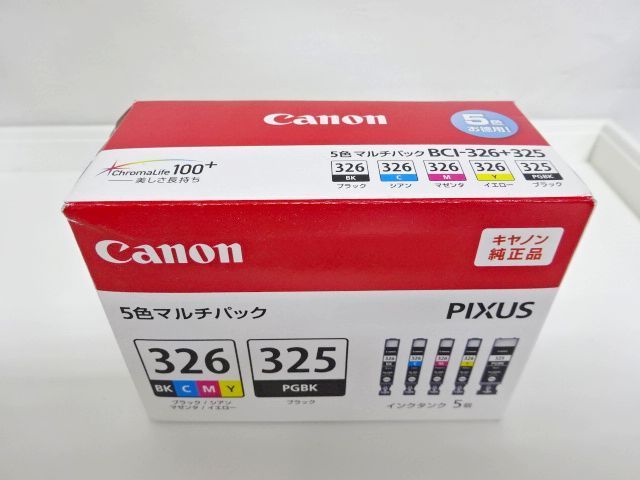 Canon
5色
お徳用!
ChromaLife100+
美しさ長持ち
5色マルチパック BCI-326+325
326 326 326 326 325
BK C M Y PGBK
ブラック シアン マゼンタ イエロー ブラック
Canon
キヤノン
純正品
5色マルチパック
PIXUS
326
BK C M Y
ブラック/シアン
マゼンタ/イエロー
325
PGBK
ブラック
326 326 326 326 325
インクタンク 5個